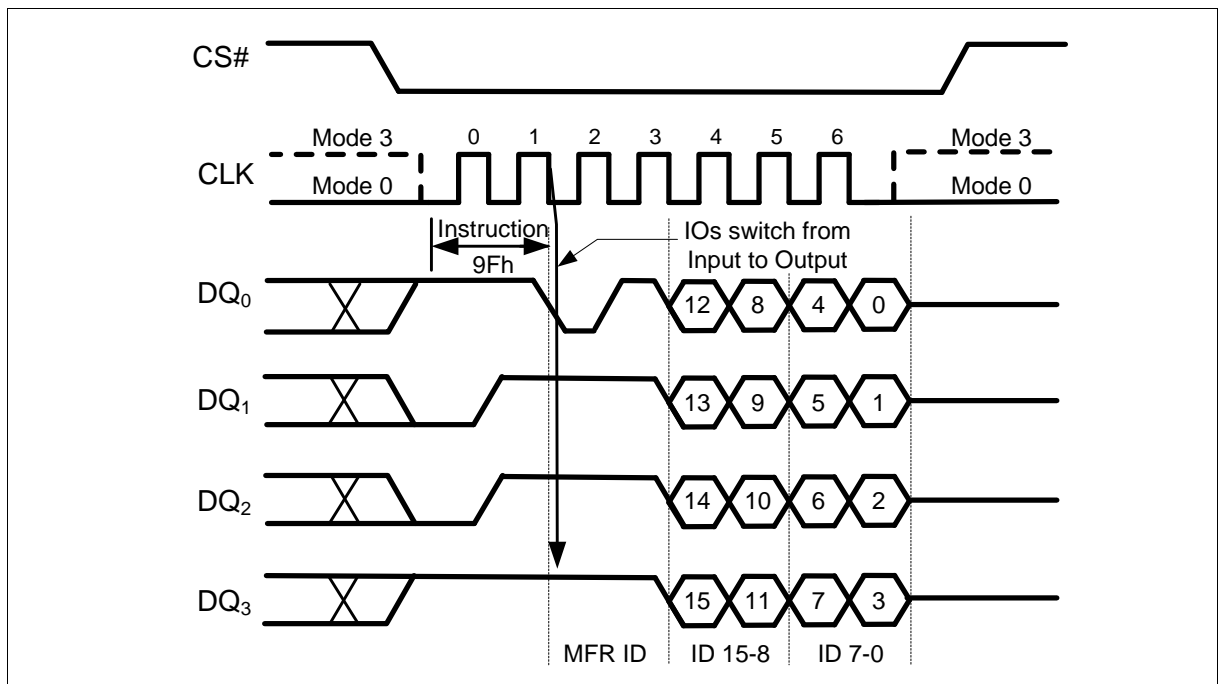 CS#
Mode 3 0 1 2 3 4 5 6 Mode 3
CLK
Mode 0 Mode 0
Instruction
9Fh
IOs switch from
Input to Output
DQ0 12 8 4 0
DQ1 13 9 5 1
DQ2 14 10 6 2
DQ3 15 11 7 3
MFR ID ID 15-8 ID 7-0